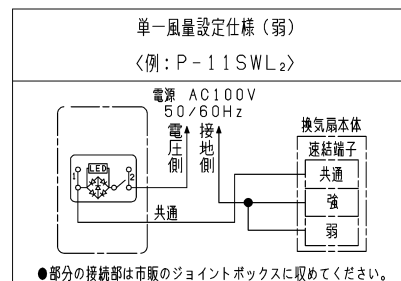 単一風量設定仕様（弱）
〈例：P-11SWL₂〉
電源 AC100V
50/60Hz
電圧側
接地側
換気扇本体
速結端子
共通
強
弱
1
LED
2
共通
●部分の接続部は市販のジョイントボックスに収めてください。